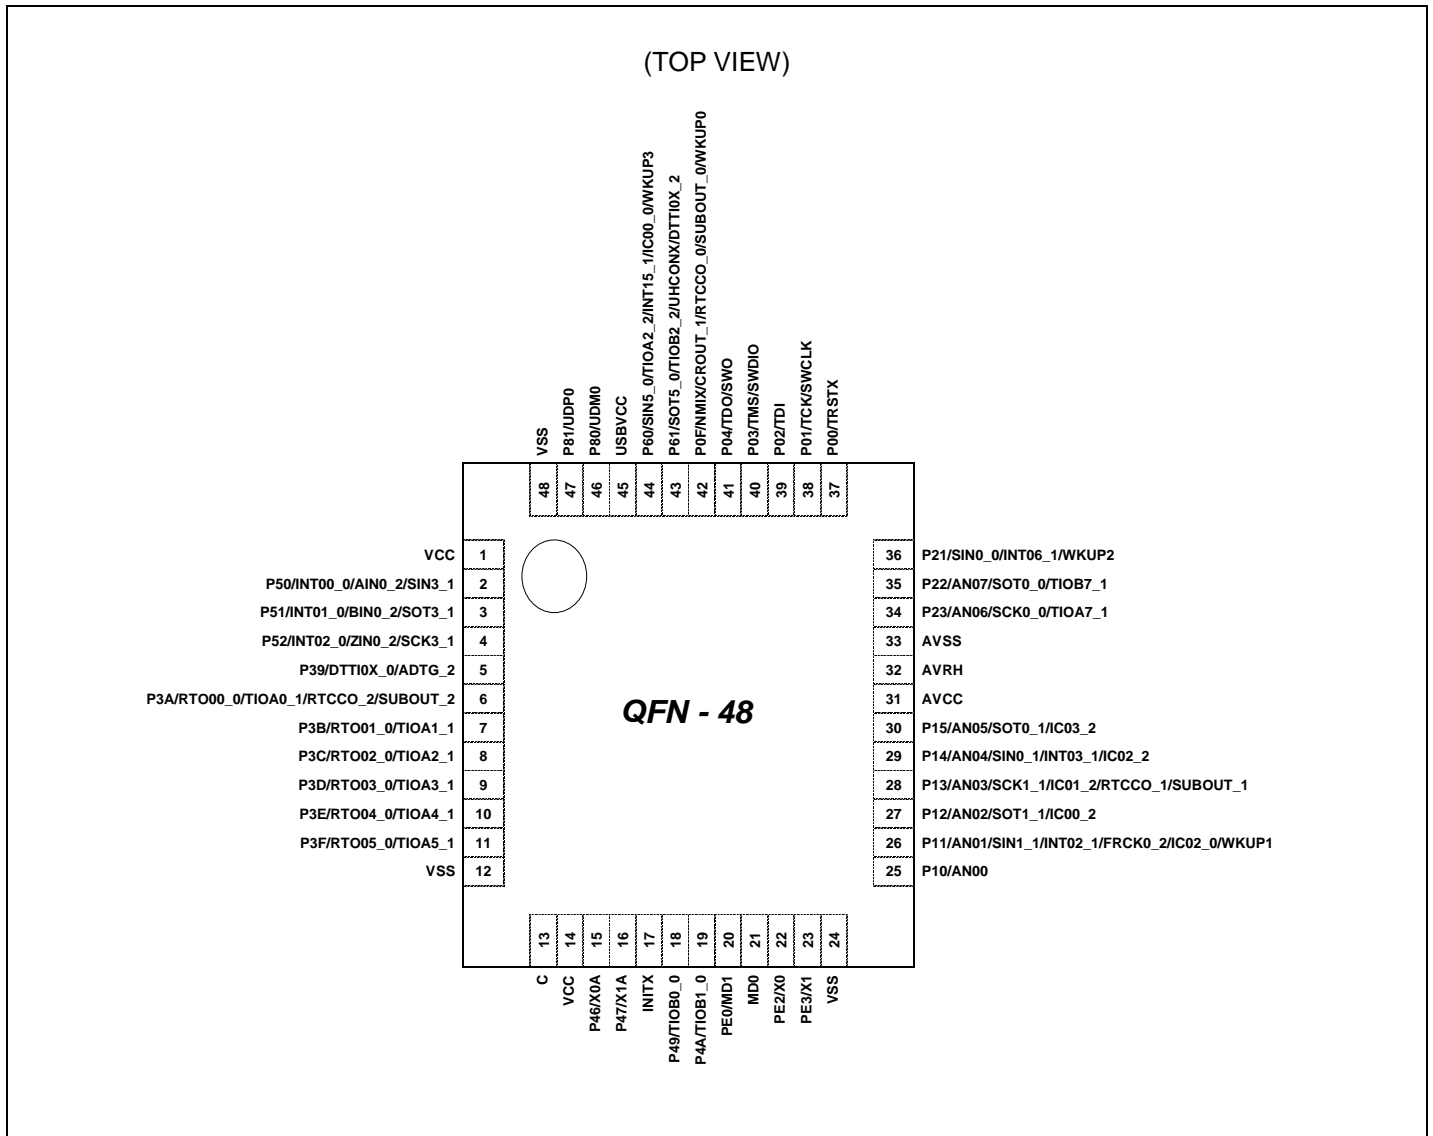 (TOP VIEW)
VSS
P81/UDP0
P80/UDM0
USBVCC
P60/SIN5_0/TIOA2_2/INT15_1/IC00_0/WKUP3
P61/SOT5_0/TIOB2_2/UHCONX/DTTI0X_2
P0F/NMIX/CROUT_1/RTCCO_0/SUBOUT_0/WKUP0
P04/TDO/SWO
P03/TMS/SWDIO
P02/TDI
P01/TCK/SWCLK
P00/TRSTX
48 47 46 45 44 43 42 41 40 39 38 37
VCC 1
P50/INT00_0/AIN0_2/SIN3_1 2
P51/INT01_0/BIN0_2/SOT3_1 3
P52/INT02_0/ZIN0_2/SCK3_1 4
P39/DTTI0X_0/ADTG_2 5
P3A/RTO00_0/TIOA0_1/RTCCO_2/SUBOUT_2 6
P3B/RTO01_0/TIOA1_1 7
P3C/RTO02_0/TIOA2_1 8
P3D/RTO03_0/TIOA3_1 9
P3E/RTO04_0/TIOA4_1 10
P3F/RTO05_0/TIOA5_1 11
VSS 12
QFN - 48
36 P21/SIN0_0/INT06_1/WKUP2
35 P22/AN07/SOT0_0/TIOB7_1
34 P23/AN06/SCK0_0/TIOA7_1
33 AVSS
32 AVRH
31 AVCC
30 P15/AN05/SOT0_1/IC03_2
29 P14/AN04/SIN0_1/INT03_1/IC02_2
28 P13/AN03/SCK1_1/IC01_2/RTCCO_1/SUBOUT_1
27 P12/AN02/SOT1_1/IC00_2
26 P11/AN01/SIN1_1/INT02_1/FRCK0_2/IC02_0/WKUP1
25 P10/AN00
13 14 15 16 17 18 19 20 21 22 23 24
C
VCC
P46/X0A
P47/X1A
INITX
P49/TIOB0_0
P4A/TIOB1_0
PE0/MD1
MD0
PE2/X0
PE3/X1
VSS